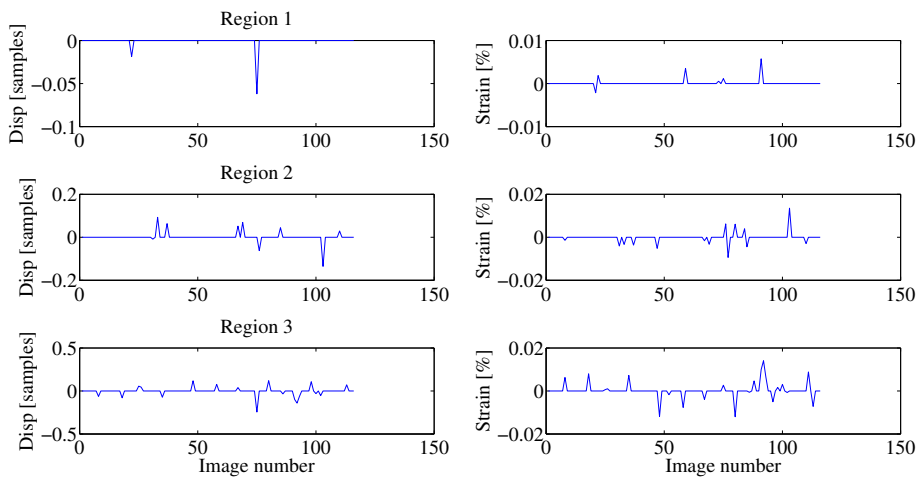 Region 1
Disp [samples]
0
−0.05
−0.1
0 50 100 150
Strain [%]
0.01
0
−0.01
0 50 100 150
Region 2
Disp [samples]
0.2
0
−0.2
0 50 100 150
Strain [%]
0.02
0
−0.02
0 50 100 150
Region 3
Disp [samples]
0.5
0
−0.5
0 50 100 150
Image number
Strain [%]
0.02
0
−0.02
0 50 100 150
Image number